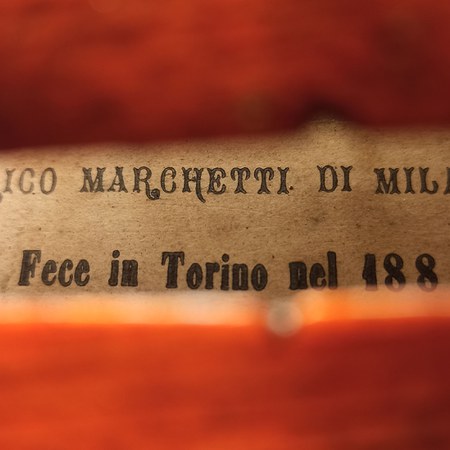 ICO MARCHETTI. DI MIL
Fece in Torino nel 188